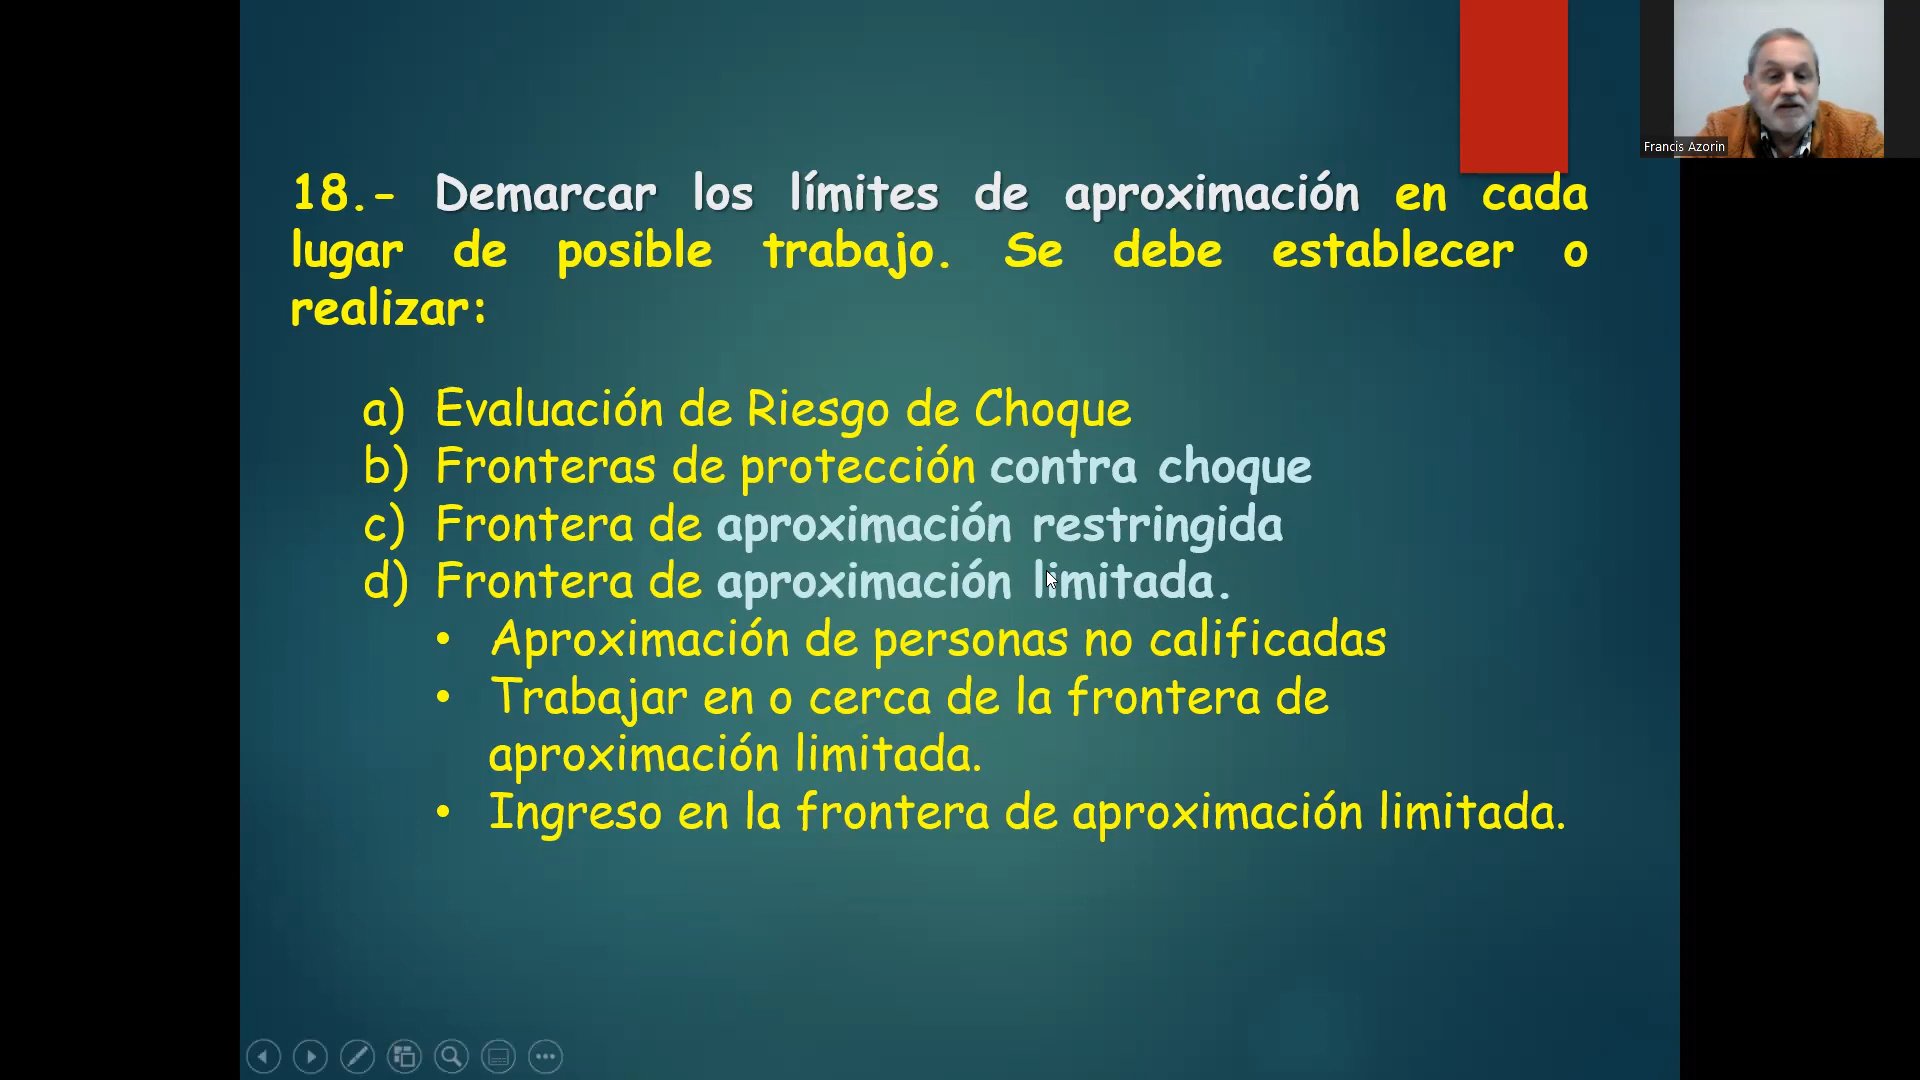 18.- Demarcar los límites de aproximación en cada
lugar de posible trabajo. Se debe establecer o
realizar:
a) Evaluación de Riesgo de Choque
b) Fronteras de protección contra choque
c) Frontera de aproximación restringida
d) Frontera de aproximación limitada.
• Aproximación de personas no calificadas
• Trabajar en o cerca de la frontera de
aproximación limitada.
• Ingreso en la frontera de aproximación limitada.
Francis Azorin